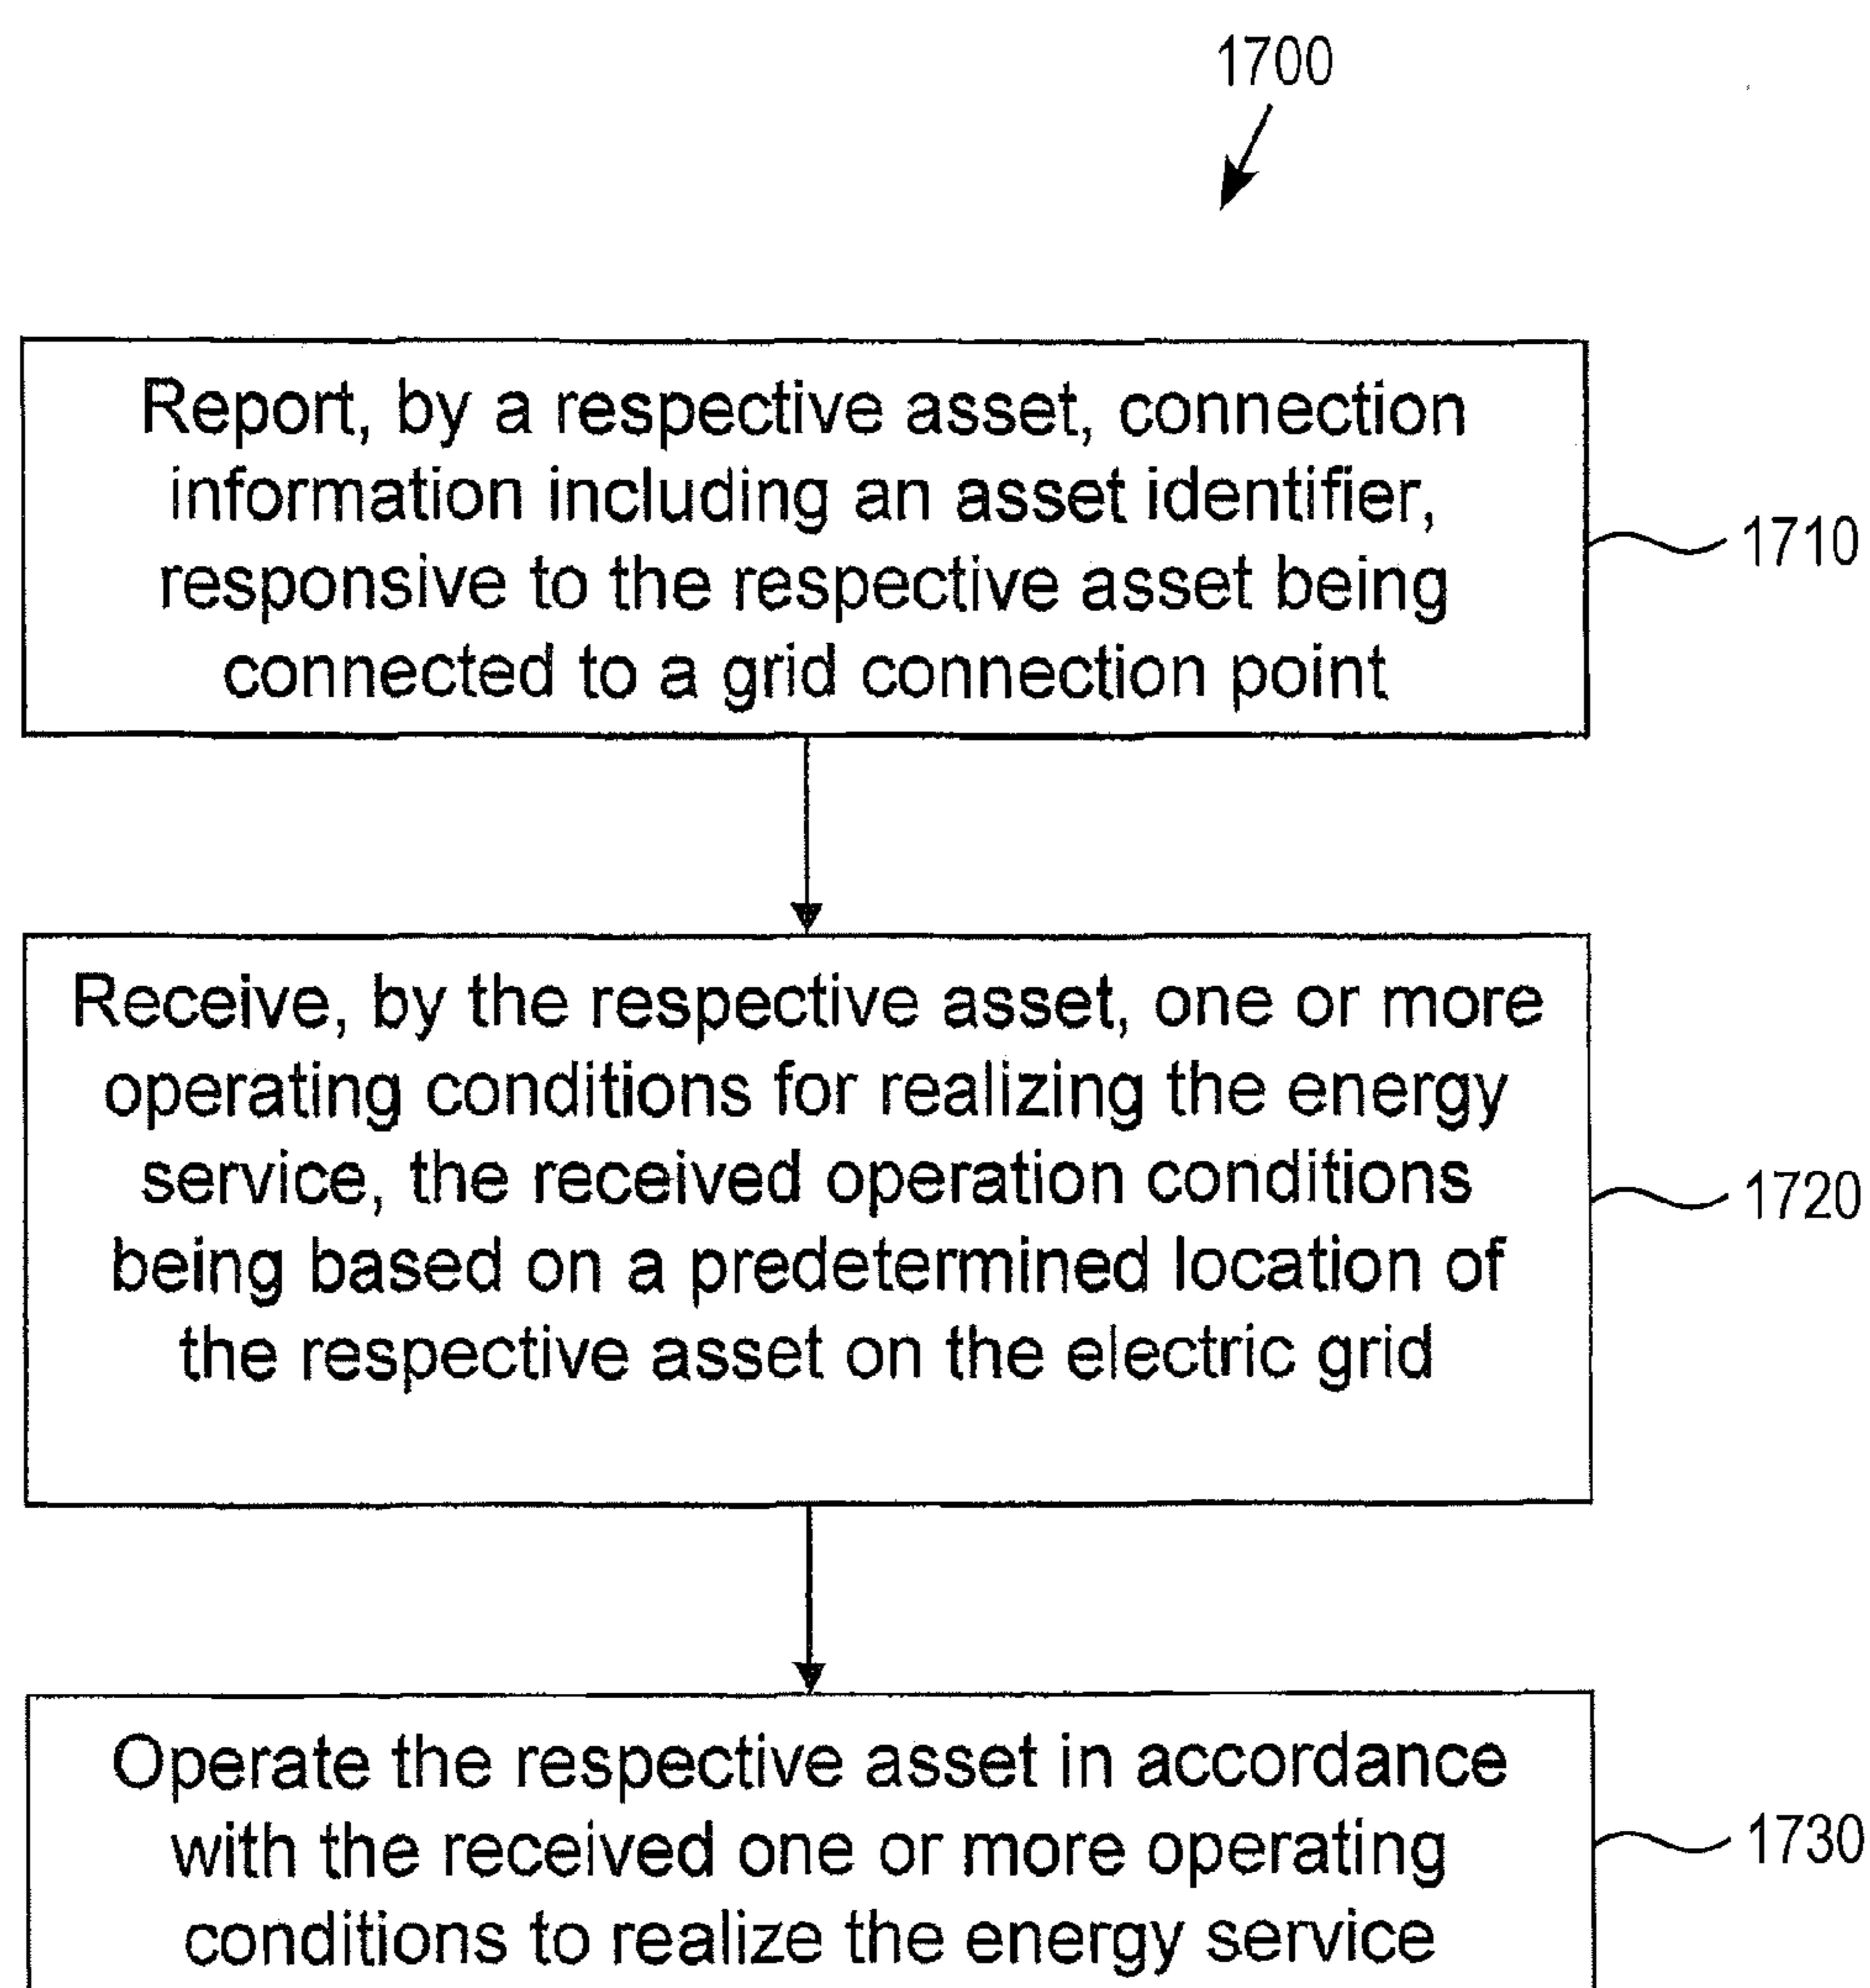 1700
Report, by a respective asset, connection
information including an asset identifier,
responsive to the respective asset being
connected to a grid connection point
1710
Receive, by the respective asset, one or more
operating conditions for realizing the energy
service, the received operation conditions
being based on a predetermined location of
the respective asset on the electric grid
1720
Operate the respective asset in accordance
with the received one or more operating
conditions to realize the energy service
1730